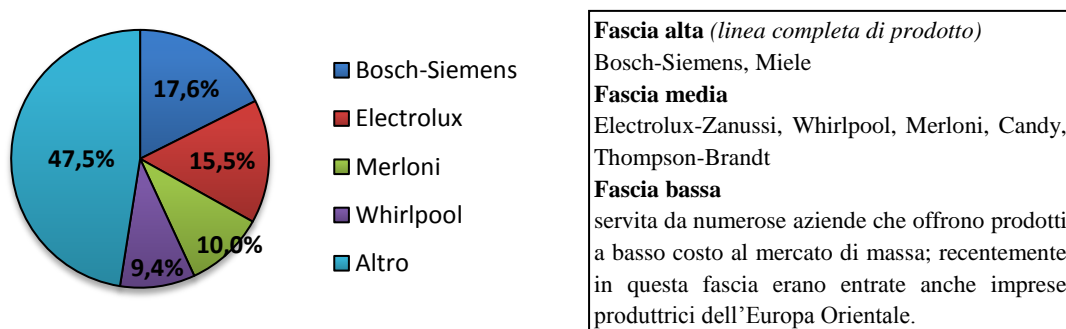 17,6%
15,5%
10,0%
9,4%
47,5%
Bosch-Siemens
Electrolux
Merloni
Whirlpool
Altro
Fascia alta (linea completa di prodotto)
Bosch-Siemens, Miele
Fascia media
Electrolux-Zanussi, Whirlpool, Merloni, Candy,
Thompson-Brandt
Fascia bassa
servita da numerose aziende che offrono prodotti
a basso costo al mercato di massa; recentemente
in questa fascia erano entrate anche imprese
produttrici dell’Europa Orientale.